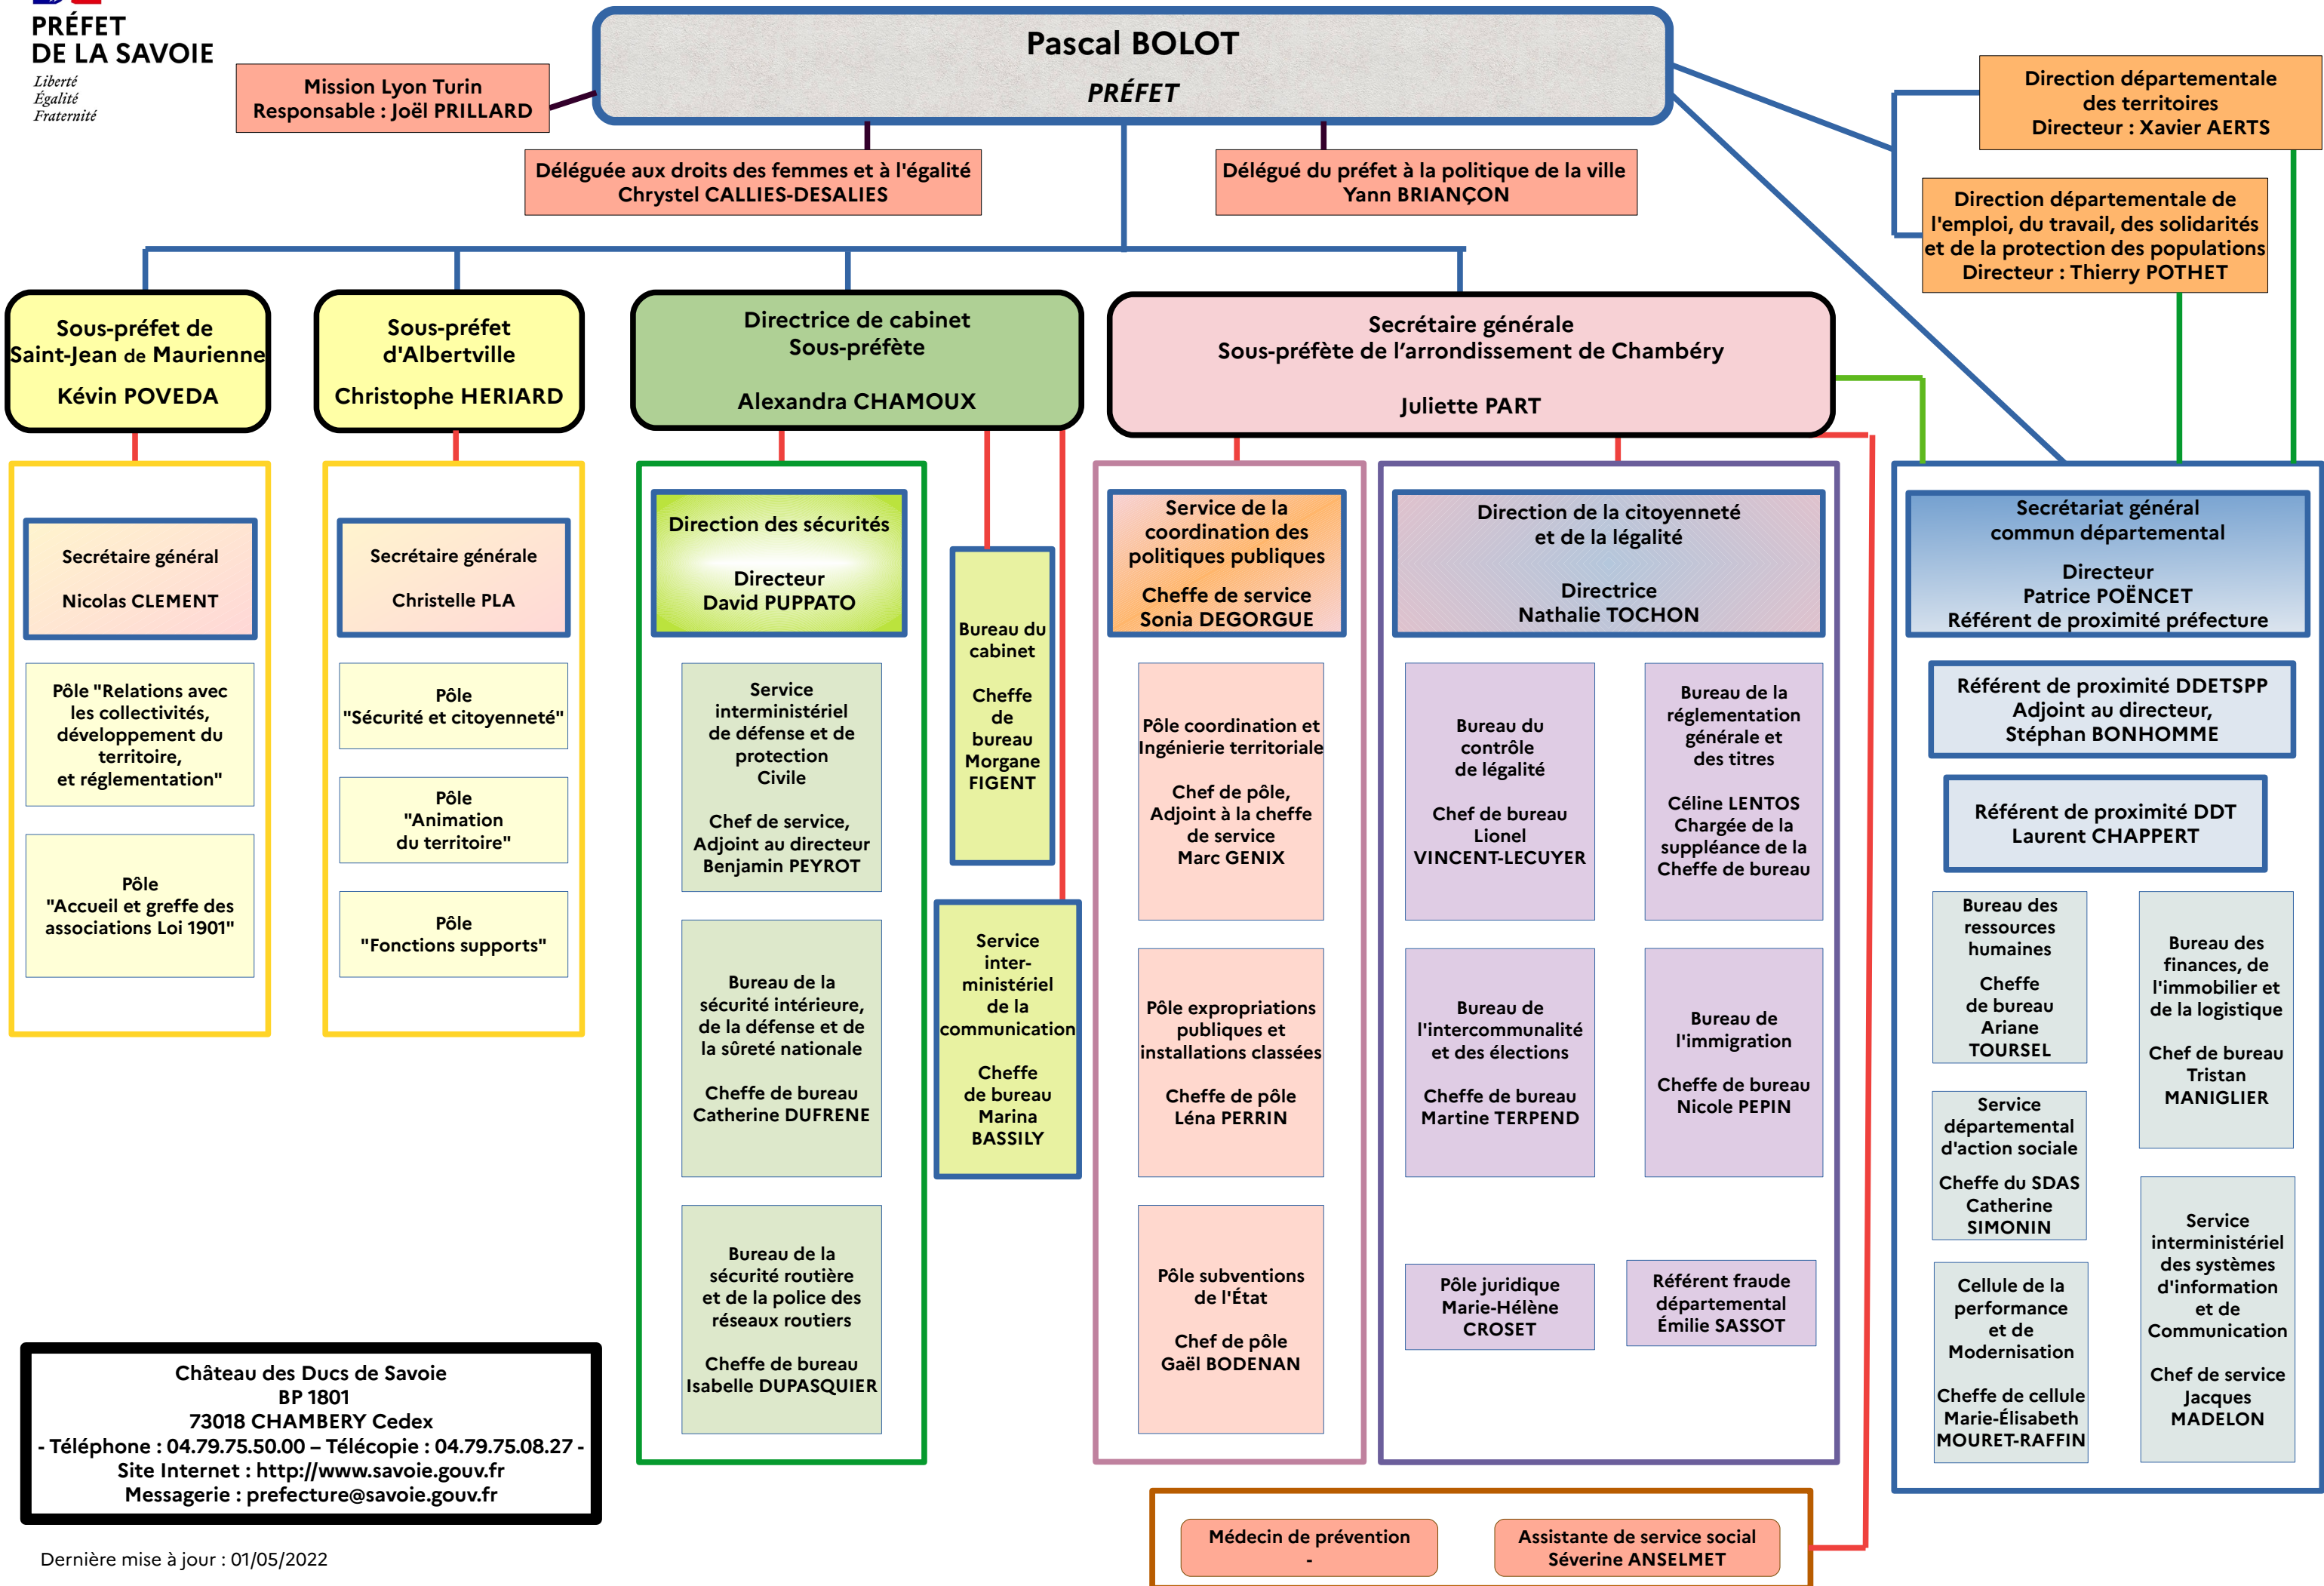 PRÉFET
DE LA SAVOIE
Liberté
Égalité
Fraternité
Pascal BOLOT
PRÉFET
Mission Lyon Turin
Responsable : Joël PRILLARD
Déléguée aux droits des femmes et à l'égalité
Chrystel CALLIES-DESALIES
Délégué du préfet à la politique de la ville
Yann BRIANÇON
Direction départementale
des territoires
Directeur : Xavier AERTS
Direction départementale de
l'emploi, du travail, des solidarités
et de la protection des populations
Directeur : Thierry POTHET
Sous-préfet de
Saint-Jean de Maurienne
Kévin POVEDA
Sous-préfet
d'Albertville
Christophe HERIARD
Directrice de cabinet
Sous-préfète
Alexandra CHAMOUX
Secrétaire générale
Sous-préfète de l’arrondissement de Chambéry
Juliette PART
Secrétaire général
Nicolas CLEMENT
Pôle "Relations avec
les collectivités,
développement du
territoire,
et réglementation"
Pôle
"Accueil et greffe des
associations Loi 1901"
Secrétaire générale
Christelle PLA
Pôle
"Sécurité et citoyenneté"
Pôle
"Animation
du territoire"
Pôle
"Fonctions supports"
Direction des sécurités
Directeur
David PUPPATO
Service
interministériel
de défense et de
protection
Civile
Chef de service,
Adjoint au directeur
Benjamin PEYROT
Bureau de la
sécurité intérieure,
de la défense et de
la sûreté nationale
Cheffe de bureau
Catherine DUFRENE
Bureau de la
sécurité routière
et de la police des
réseaux routiers
Cheffe de bureau
Isabelle DUPASQUIER
Bureau du
cabinet
Cheffe
de
bureau
Morgane
FIGENT
Service
inter-
ministériel
de la
communication
Cheffe
de bureau
Marina
BASSILY
Service de la
coordination des
politiques publiques
Cheffe de service
Sonia DEGORGUE
Pôle coordination et
Ingénierie territoriale
Chef de pôle,
Adjoint à la cheffe
de service
Marc GENIX
Pôle expropriations
publiques et
installations classées
Cheffe de pôle
Léna PERRIN
Pôle subventions
de l'État
Chef de pôle
Gaël BODENAN
Direction de la citoyenneté
et de la légalité
Directrice
Nathalie TOCHON
Bureau du
contrôle
de légalité
Chef de bureau
Lionel
VINCENT-LECUYER
Bureau de la
réglementation
générale et
des titres
Céline LENTOS
Chargée de la
suppléance de la
Cheffe de bureau
Bureau de
l'intercommunalité
et des élections
Cheffe de bureau
Martine TERPEND
Bureau de
l'immigration
Cheffe de bureau
Nicole PEPIN
Pôle juridique
Marie-Hélène
CROSET
Référent fraude
départemental
Émilie SASSOT
Secrétariat général
commun départemental
Directeur
Patrice POËNCET
Référent de proximité préfecture
Référent de proximité DDETSPP
Adjoint au directeur,
Stéphan BONHOMME
Référent de proximité DDT
Laurent CHAPPERT
Bureau des
ressources
humaines
Cheffe
de bureau
Ariane
TOURSEL
Bureau des
finances, de
l'immobilier et
de la logistique
Chef de bureau
Tristan
MANIGLIER
Service
départemental
d'action sociale
Cheffe du SDAS
Catherine
SIMONIN
Service
interministériel
des systèmes
d'information
et de
Communication
Chef de service
Jacques
MADELON
Cellule de la
performance
et de
Modernisation
Cheffe de cellule
Marie-Élisabeth
MOURET-RAFFIN
Médecin de prévention
-
Assistante de service social
Séverine ANSELMET
Château des Ducs de Savoie
BP 1801
73018 CHAMBERY Cedex
- Téléphone : 04.79.75.50.00 – Télécopie : 04.79.75.08.27 -
Site Internet : http://www.savoie.gouv.fr
Messagerie : prefecture@savoie.gouv.fr
Dernière mise à jour : 01/05/2022